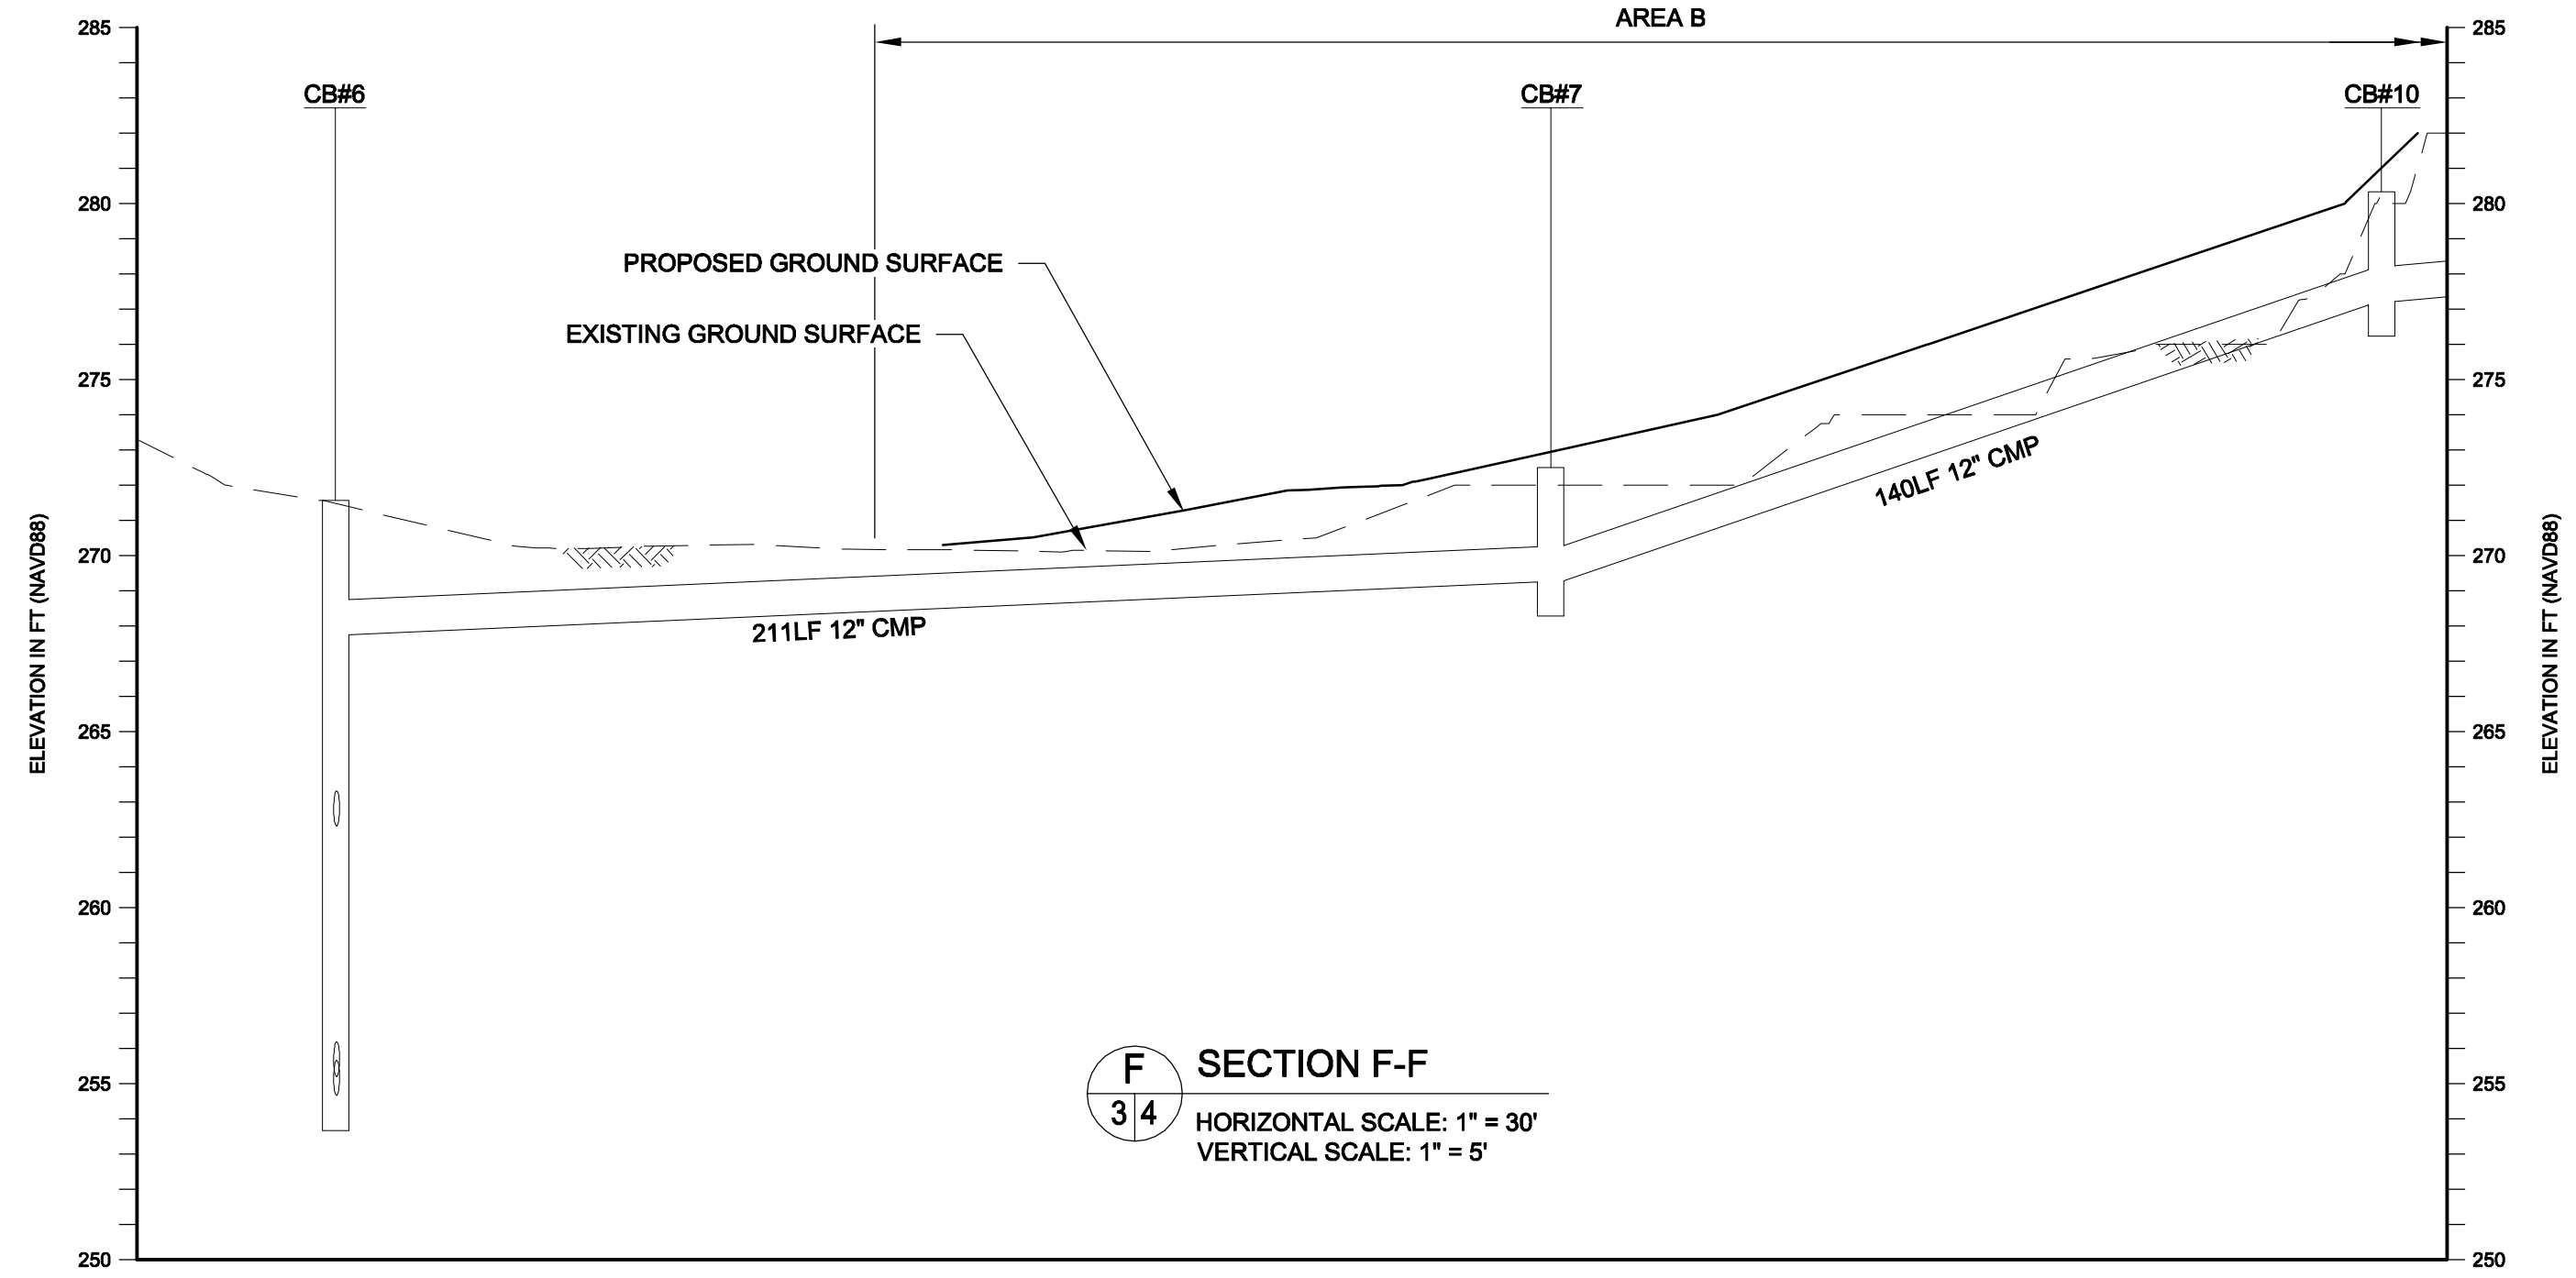 AREA B
285
285
CB#6
CB#7
CB#10
280
280
PROPOSED GROUND SURFACE
EXISTING GROUND SURFACE
275
275
140LF 12" CMP
270
270
211LF 12" CMP
ELEVATION IN FT (NAVD88)
ELEVATION IN FT (NAVD88)
265
265
260
260
255
255
F
3 4
SECTION F-F
HORIZONTAL SCALE: 1" = 30'
VERTICAL SCALE: 1" = 5'
250
250